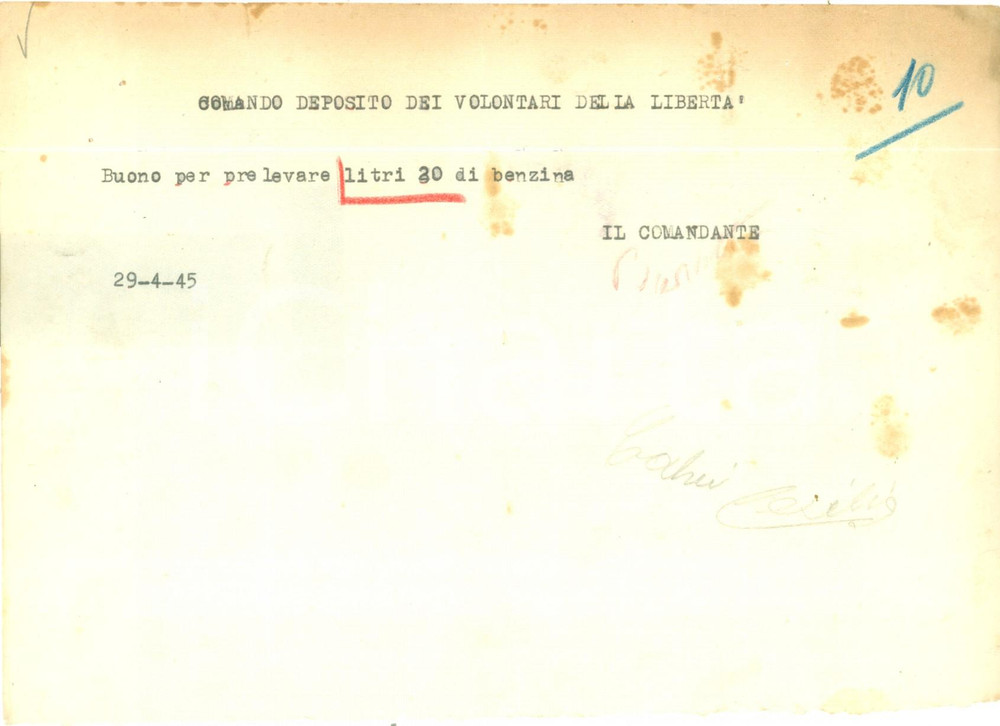 10
COMANDO DEPOSITO DEI VOLONTARI DELLA LIBERTA'
Buono per prelevare litri 20 di benzina
IL COMANDANTE
29-4-45